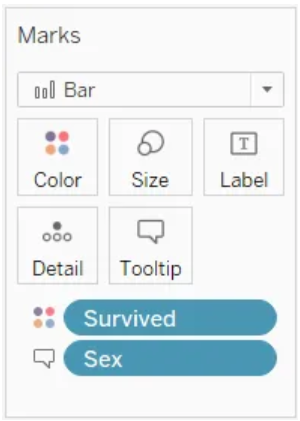 Marks
Bar
Color Size Label
Detail Tooltip
Survived
Sex